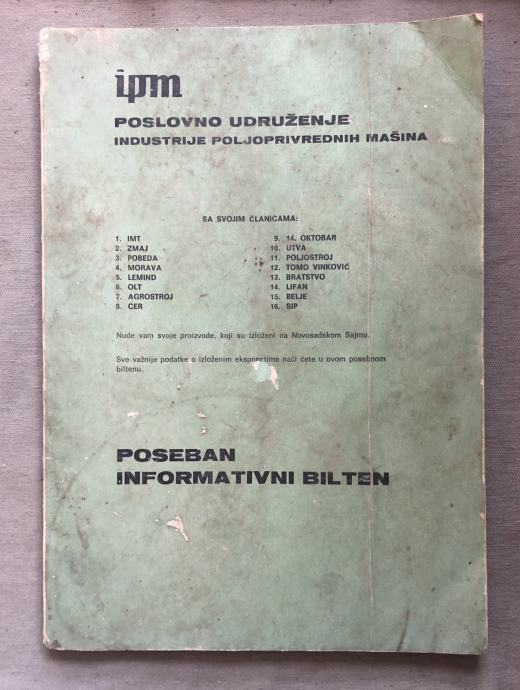 ipm
POSLOVNO UDRUŽENJE
INDUSTRIJE POLJOPRIVREDNIH MAŠINA
SA SVOJIM ČLANICAMA:
1. IMT
2. ZMAJ
3. POBEDA
4. MORAVA
5. LEMIND
6. OLT
7. AGROSTROJ
8. CER
9. 14. OKTOBAR
10. UTVA
11. POLJOSTROJ
12. TOMO VINKOVIĆ
13. BRATSTVO
14. LIFAN
15. BELJE
16. SIP
Nude vam svoje proizvode, koji su izloženi na Novosadskom Sajmu.
Sve važnije podatke o izloženim eksponatima naći ćete u ovom posebnom
biltenu.
POSEBAN
INFORMATIVNI BILTEN